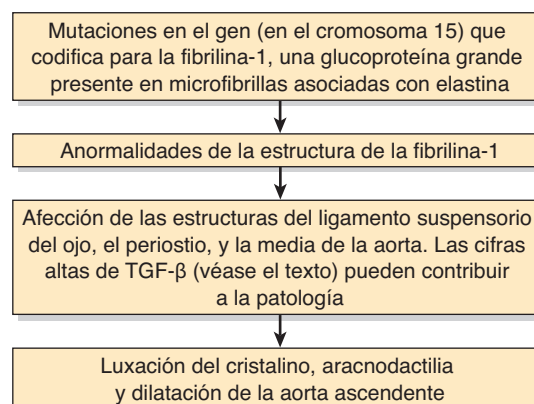 Mutaciones en el gen (en el cromosoma 15) que
codifica para la fibrilina-1, una glucoproteína grande
presente en microfibrillas asociadas con elastina
Anormalidades de la estructura de la fibrilina-1
Afección de las estructuras del ligamento suspensorio
del ojo, el periostio, y la media de la aorta. Las cifras
altas de TGF-β (véase el texto) pueden contribuir
a la patología
Luxación del cristalino, aracnodactilia
y dilatación de la aorta ascendente